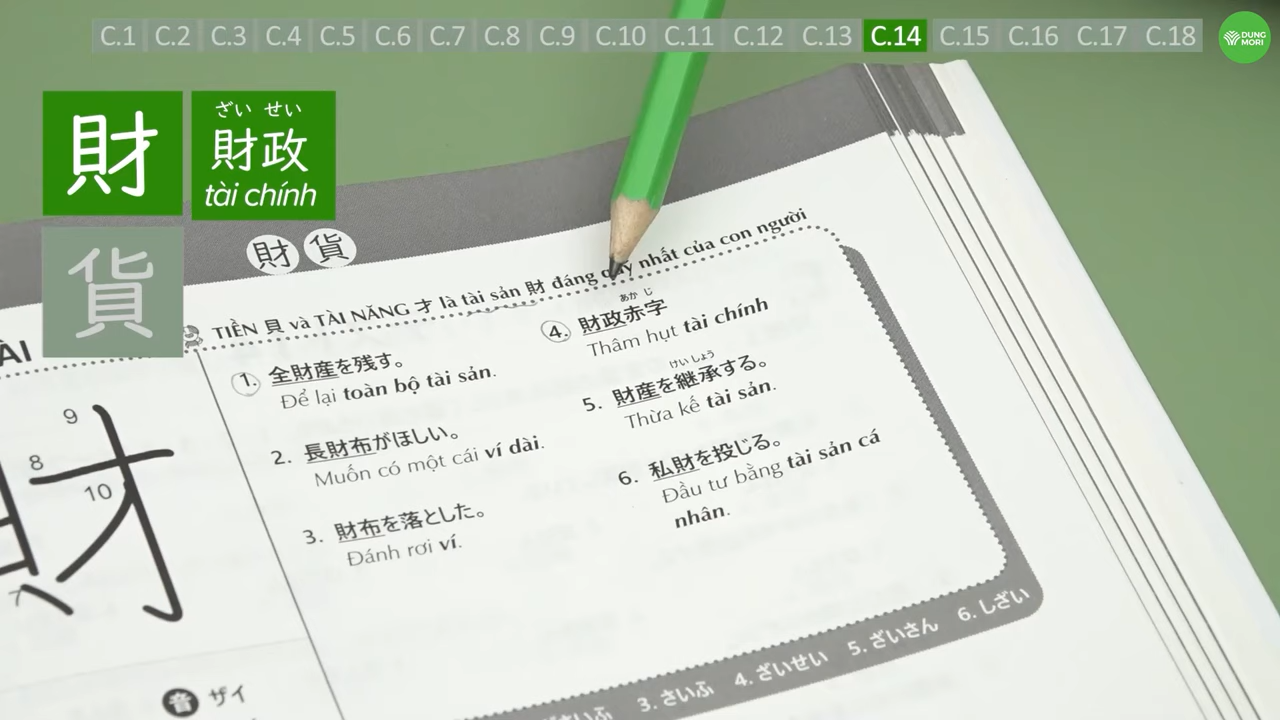 C.1 C.2 C.3 C.4 C.5 C.6 C.7 C.8 C.9 C.10 C.11 C.12 C.13 C.14 C.15 C.16 C.17 C.18
DUNG
MORI
財
ざい せい
財政
tài chính
貨
財 貨
TIỀN 貝 và TÀI NĂNG 才 là tài sản 財 đáng quý nhất của con người
ÀI
1. 全財産を残す。
Để lại toàn bộ tài sản.
2. 長財布がほしい。
Muốn có một cái ví dài.
3. 財布を落とした。
Đánh rơi ví.
あかじ
4. 財政赤字
Thâm hụt tài chính
けいしょう
5. 財産を継承する。
Thừa kế tài sản.
6. 私財を投じる。
Đầu tư bằng tài sản cá
nhân.
9
8
10
7
財
音 ザイ
3. さいふ 4. ざいせい 5. ざいさん 6. しざい